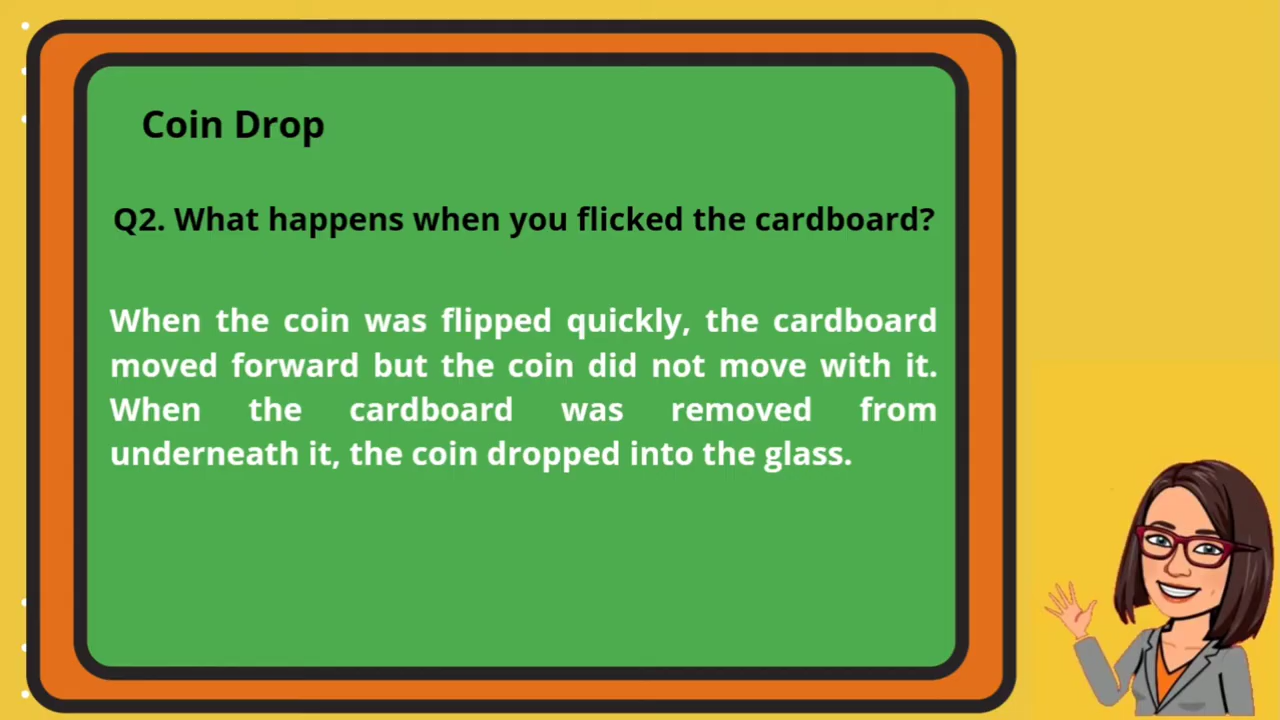 Coin Drop
Q2. What happens when you flicked the cardboard?
When the coin was flipped quickly, the cardboard
moved forward but the coin did not move with it.
When the cardboard was removed from
underneath it, the coin dropped into the glass.